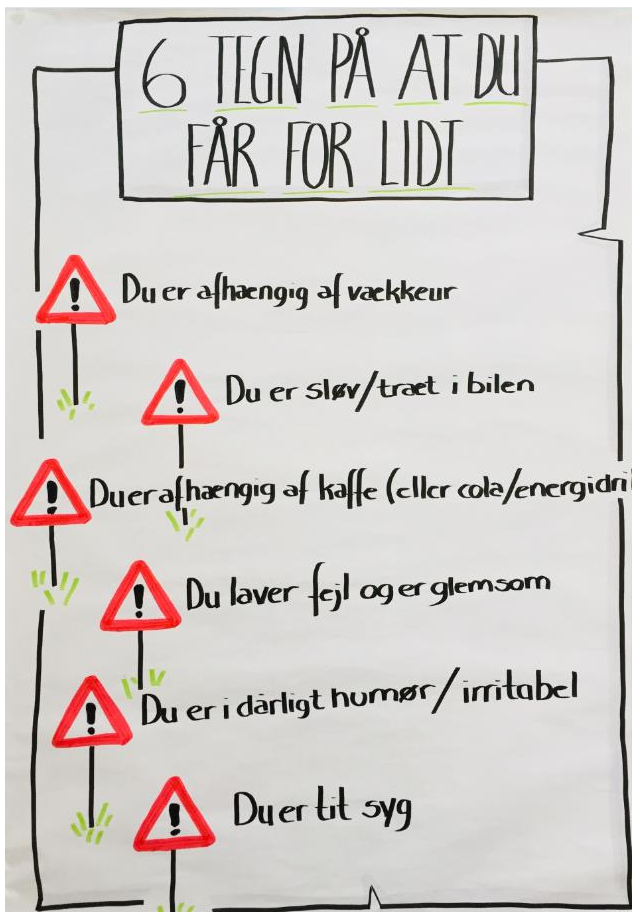 6 TEGN PÅ AT DU
FÅR FOR LIDT
Du er afhængig af vækkeur
Du er sløv/træt i bilen
Du er afhængig af kaffe (eller cola/energidri
Du laver fejl og er glemsom
Du er i dårligt humør/irritabel
Du er tit syg